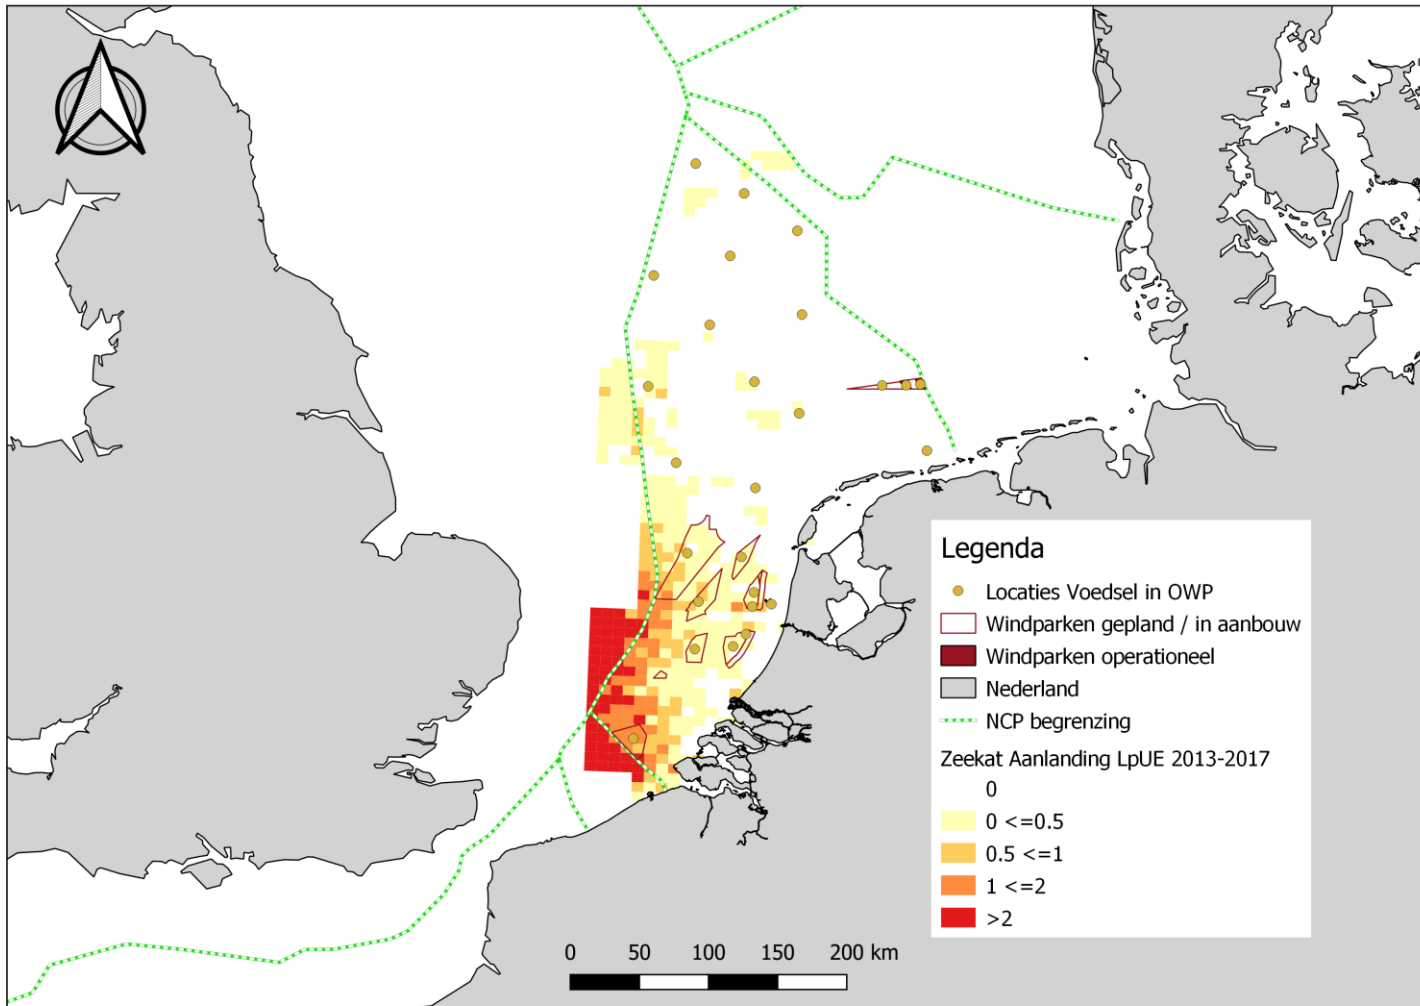 Legenda
Locaties Voedsel in OWP
Windparken gepland / in aanbouw
Windparken operationeel
Nederland
NCP begrenzing
Zeekat Aanlanding LpUE 2013-2017
0
0 <=0.5
0.5 <=1
1 <=2
>2
0 50 100 150 200 km